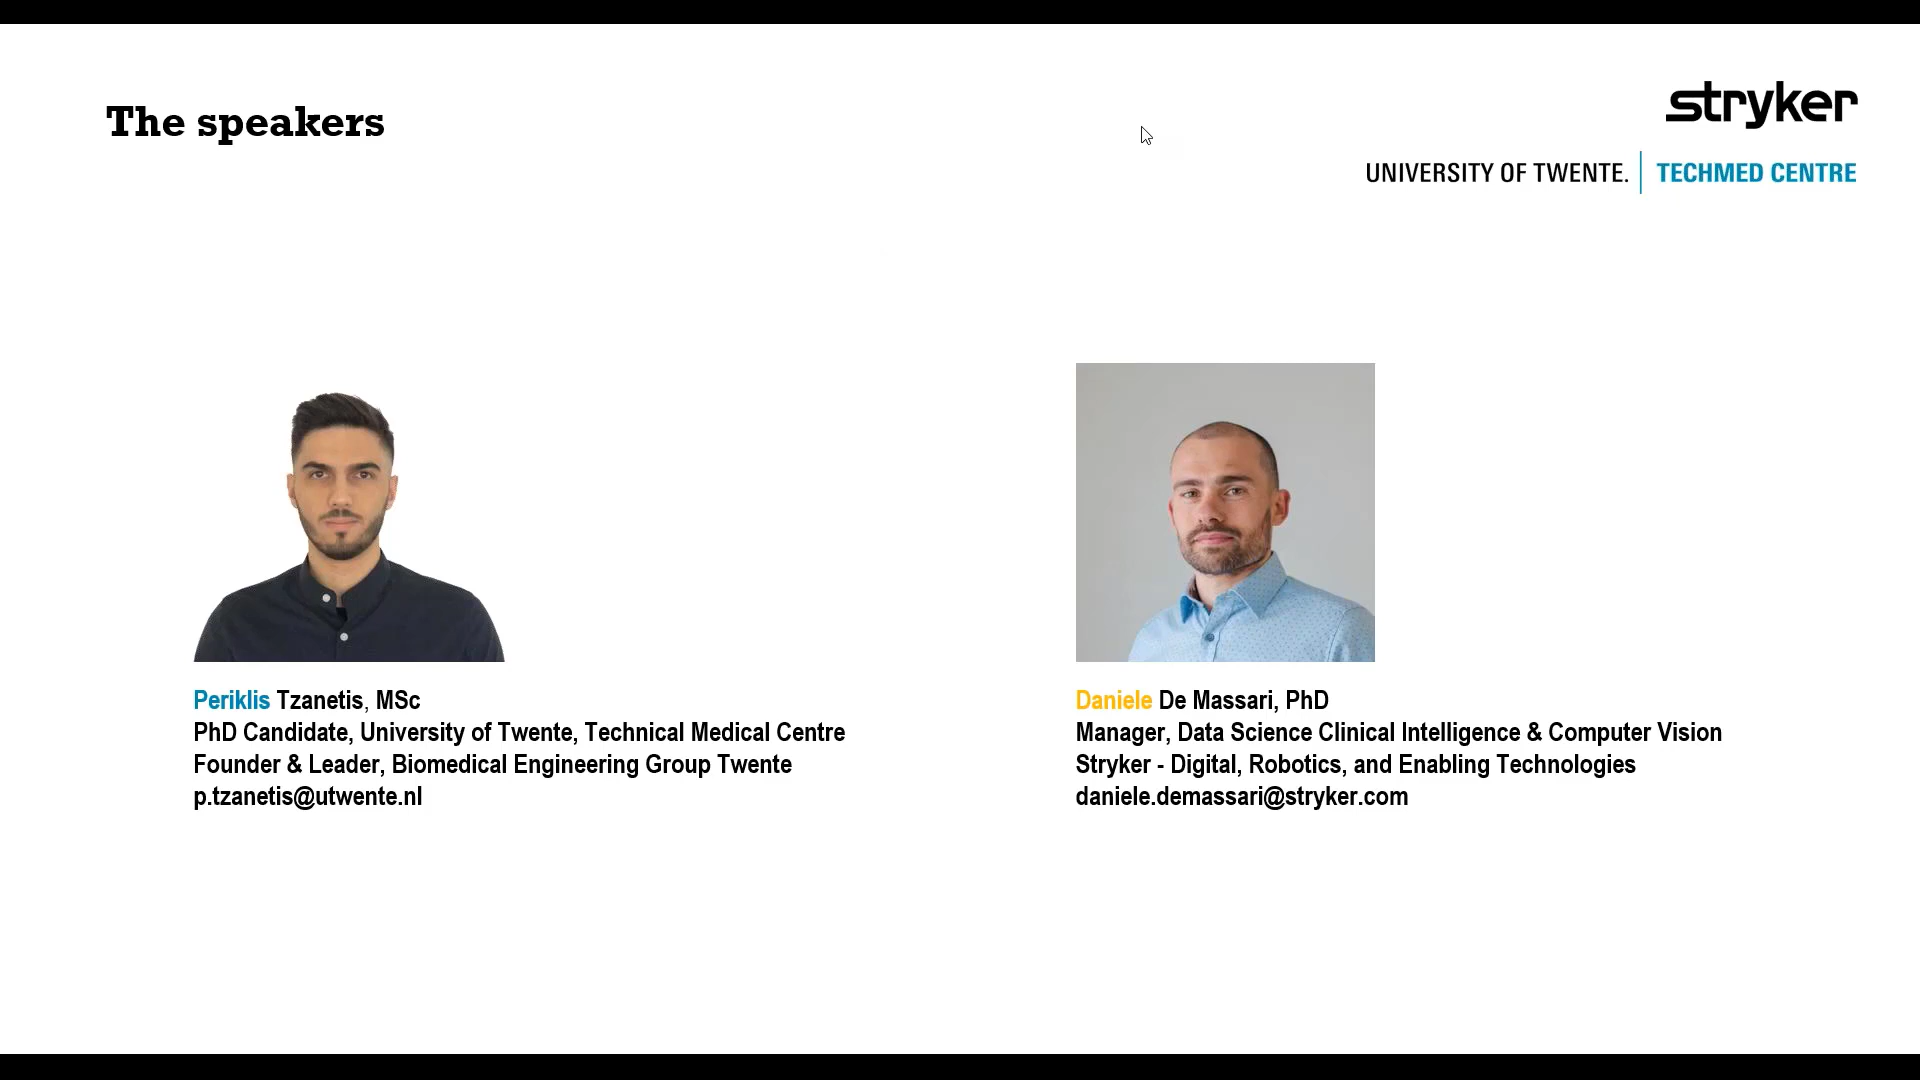 The speakers
stryker
UNIVERSITY OF TWENTE. | TECHMED CENTRE
Periklis Tzanetis, MSc
PhD Candidate, University of Twente, Technical Medical Centre
Founder & Leader, Biomedical Engineering Group Twente
p.tzanetis@utwente.nl
Daniele De Massari, PhD
Manager, Data Science Clinical Intelligence & Computer Vision
Stryker - Digital, Robotics, and Enabling Technologies
daniele.demassari@stryker.com